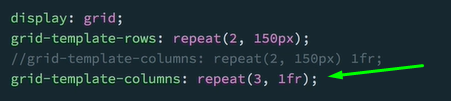 display: grid;
grid-template-rows: repeat(2, 150px);
//grid-template-columns: repeat(2, 150px) 1fr;
grid-template-columns: repeat(3, 1fr);